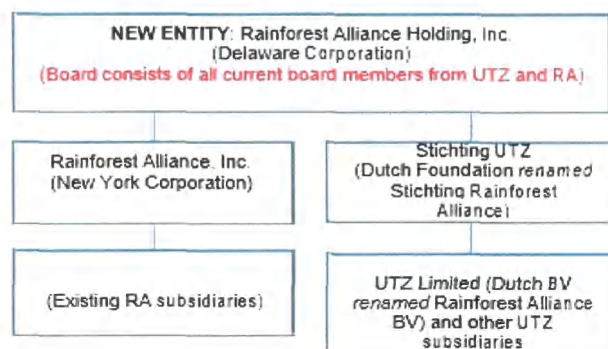 NEW ENTITY: Rainforest Alliance Holding, Inc.
(Delaware Corporation)
(Board consists of all current board members from UTZ and RA)
Rainforest Alliance, Inc.
(New York Corporation)
Stichting UTZ
(Dutch Foundation renamed
Stichting Rainforest
Alliance)
(Existing RA subsidiaries)
UTZ Limited (Dutch BV
renamed Rainforest Alliance
BV) and other UTZ
subsidiaries